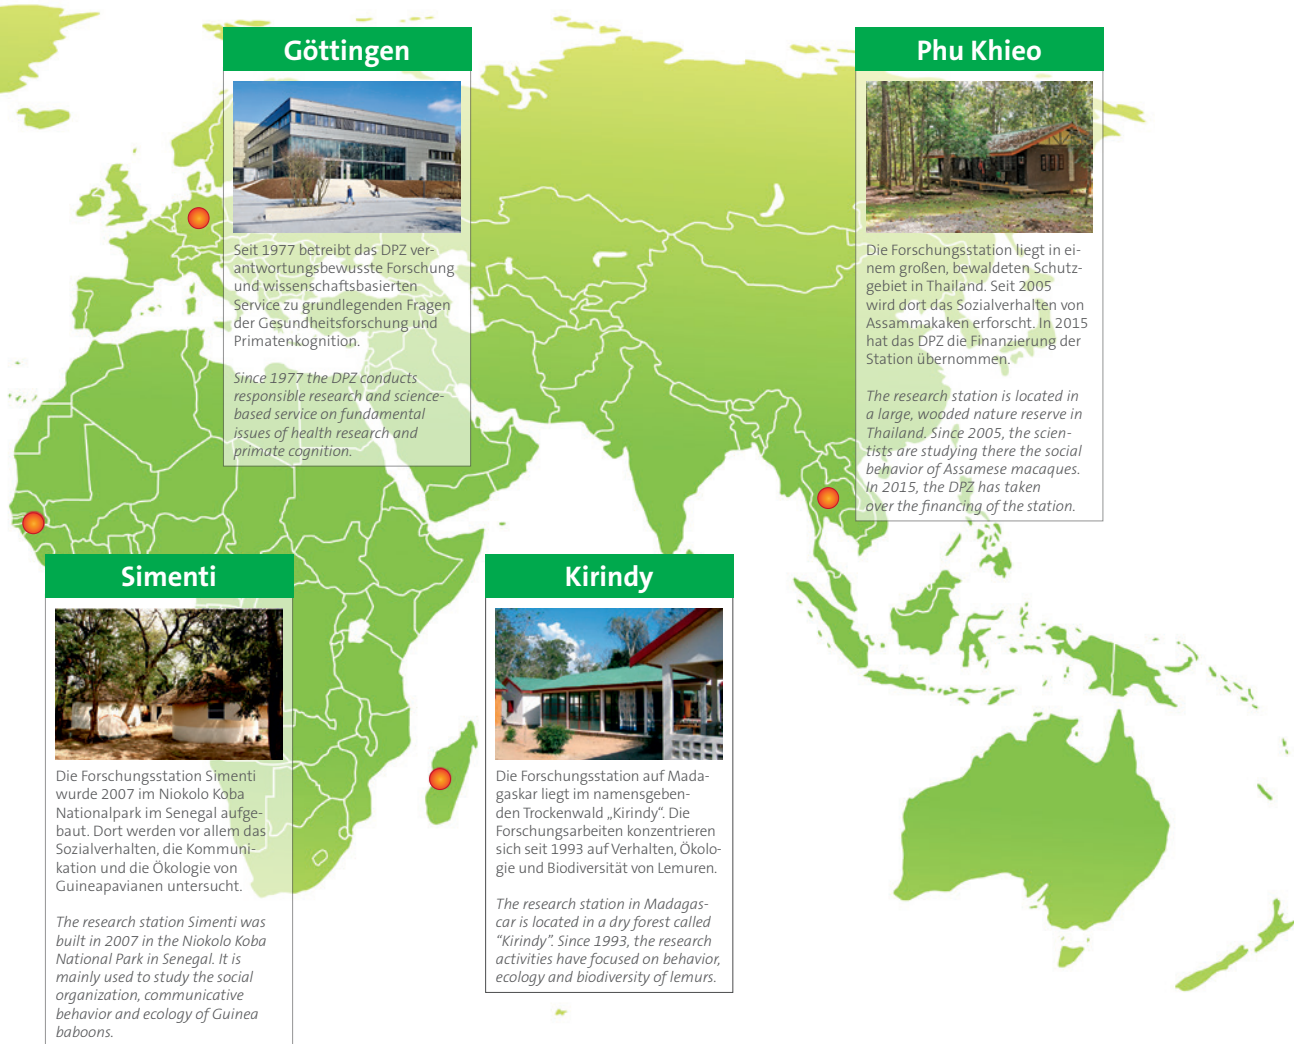 Göttingen
Seit 1977 betreibt das DPZ ver-
antwortungsbewusste Forschung
und wissenschaftsbasierten
Service zu grundlegenden Fragen
der Gesundheitsforschung und
Primatenkognition.
Since 1977 the DPZ conducts
responsible research and science-
based service on fundamental
issues of health research and
primate cognition.
Phu Khieo
Die Forschungsstation liegt in ei-
nem großen, bewaldeten Schutz-
gebiet in Thailand. Seit 2005
wird dort das Sozialverhalten von
Assammakaken erforscht. In 2015
hat das DPZ die Finanzierung der
Station übernommen.
The research station is located in
a large, wooded nature reserve in
Thailand. Since 2005, the scien-
tists are studying there the social
behavior of Assamese macaques.
In 2015, the DPZ has taken
over the financing of the station.
Simenti
Die Forschungsstation Simenti
wurde 2007 im Niokolo Koba
Nationalpark im Senegal aufge-
baut. Dort werden vor allem das
Sozialverhalten, die Kommuni-
kation und die Ökologie von
Guineapavianen untersucht.
The research station Simenti was
built in 2007 in the Niokolo Koba
National Park in Senegal. It is
mainly used to study the social
organization, communicative
behavior and ecology of Guinea
baboons.
Kirindy
Die Forschungsstation auf Mada-
gaskar liegt im namensgeben-
den Trockenwald „Kirindy“. Die
Forschungsarbeiten konzentrieren
sich seit 1993 auf Verhalten, Ökolo-
gie und Biodiversität von Lemuren.
The research station in Madagas-
car is located in a dry forest called
“Kirindy”. Since 1993, the research
activities have focused on behavior,
ecology and biodiversity of lemurs.